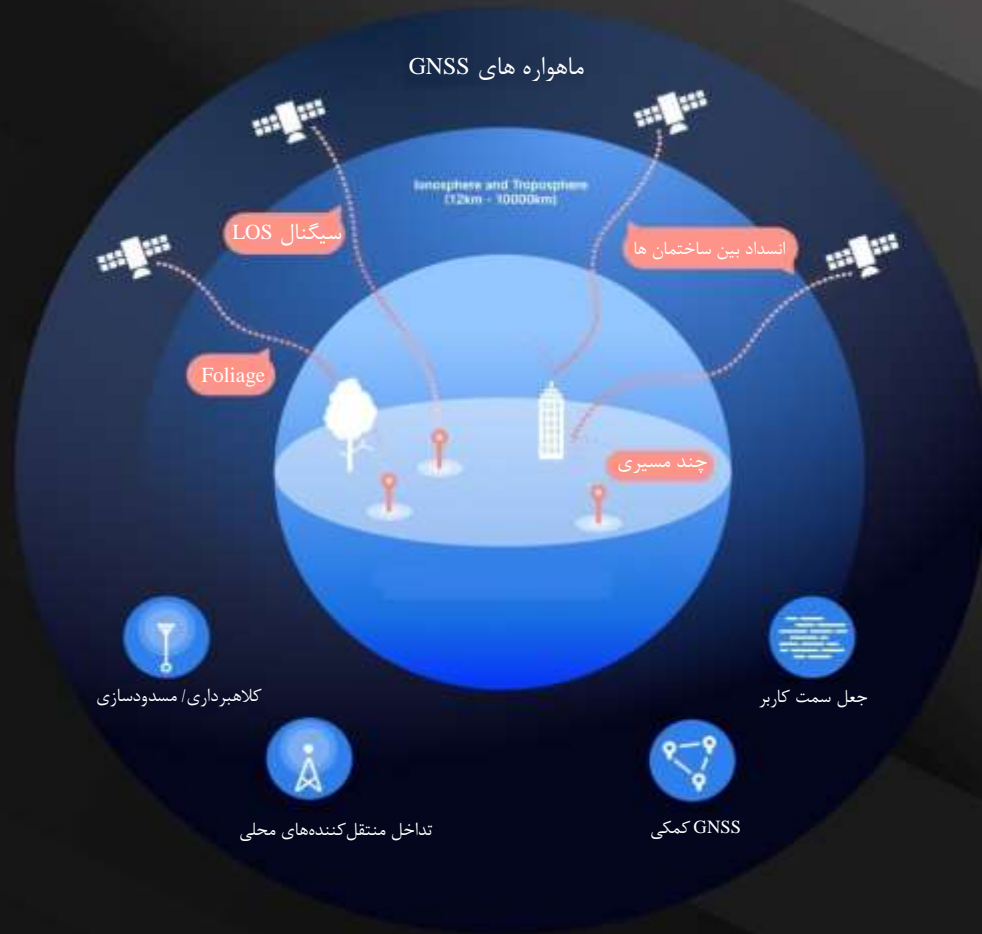 ماهواره های GNSS
Ionosphere and Troposphere
(12km - 10000km)
سیگنال LOS
انسداد بین ساختمان ها
Foliage
چند مسیری
کلاهبرداری/ مسدودسازی
جعل سمت کاربر
تداخل منتقل‌کننده‌های محلی
GNSS کمکی